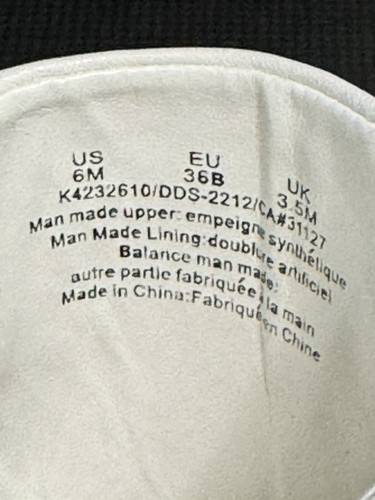 US EU UK
6M 36B 3.5M
K4232610/DDS-2212/CA#31127
Man made upper: empeigne synthétique
Man Made Lining:doublure artificiel
Balance man made:
autre partie fabriquée à la main
Made in China:Fabriqué en Chine